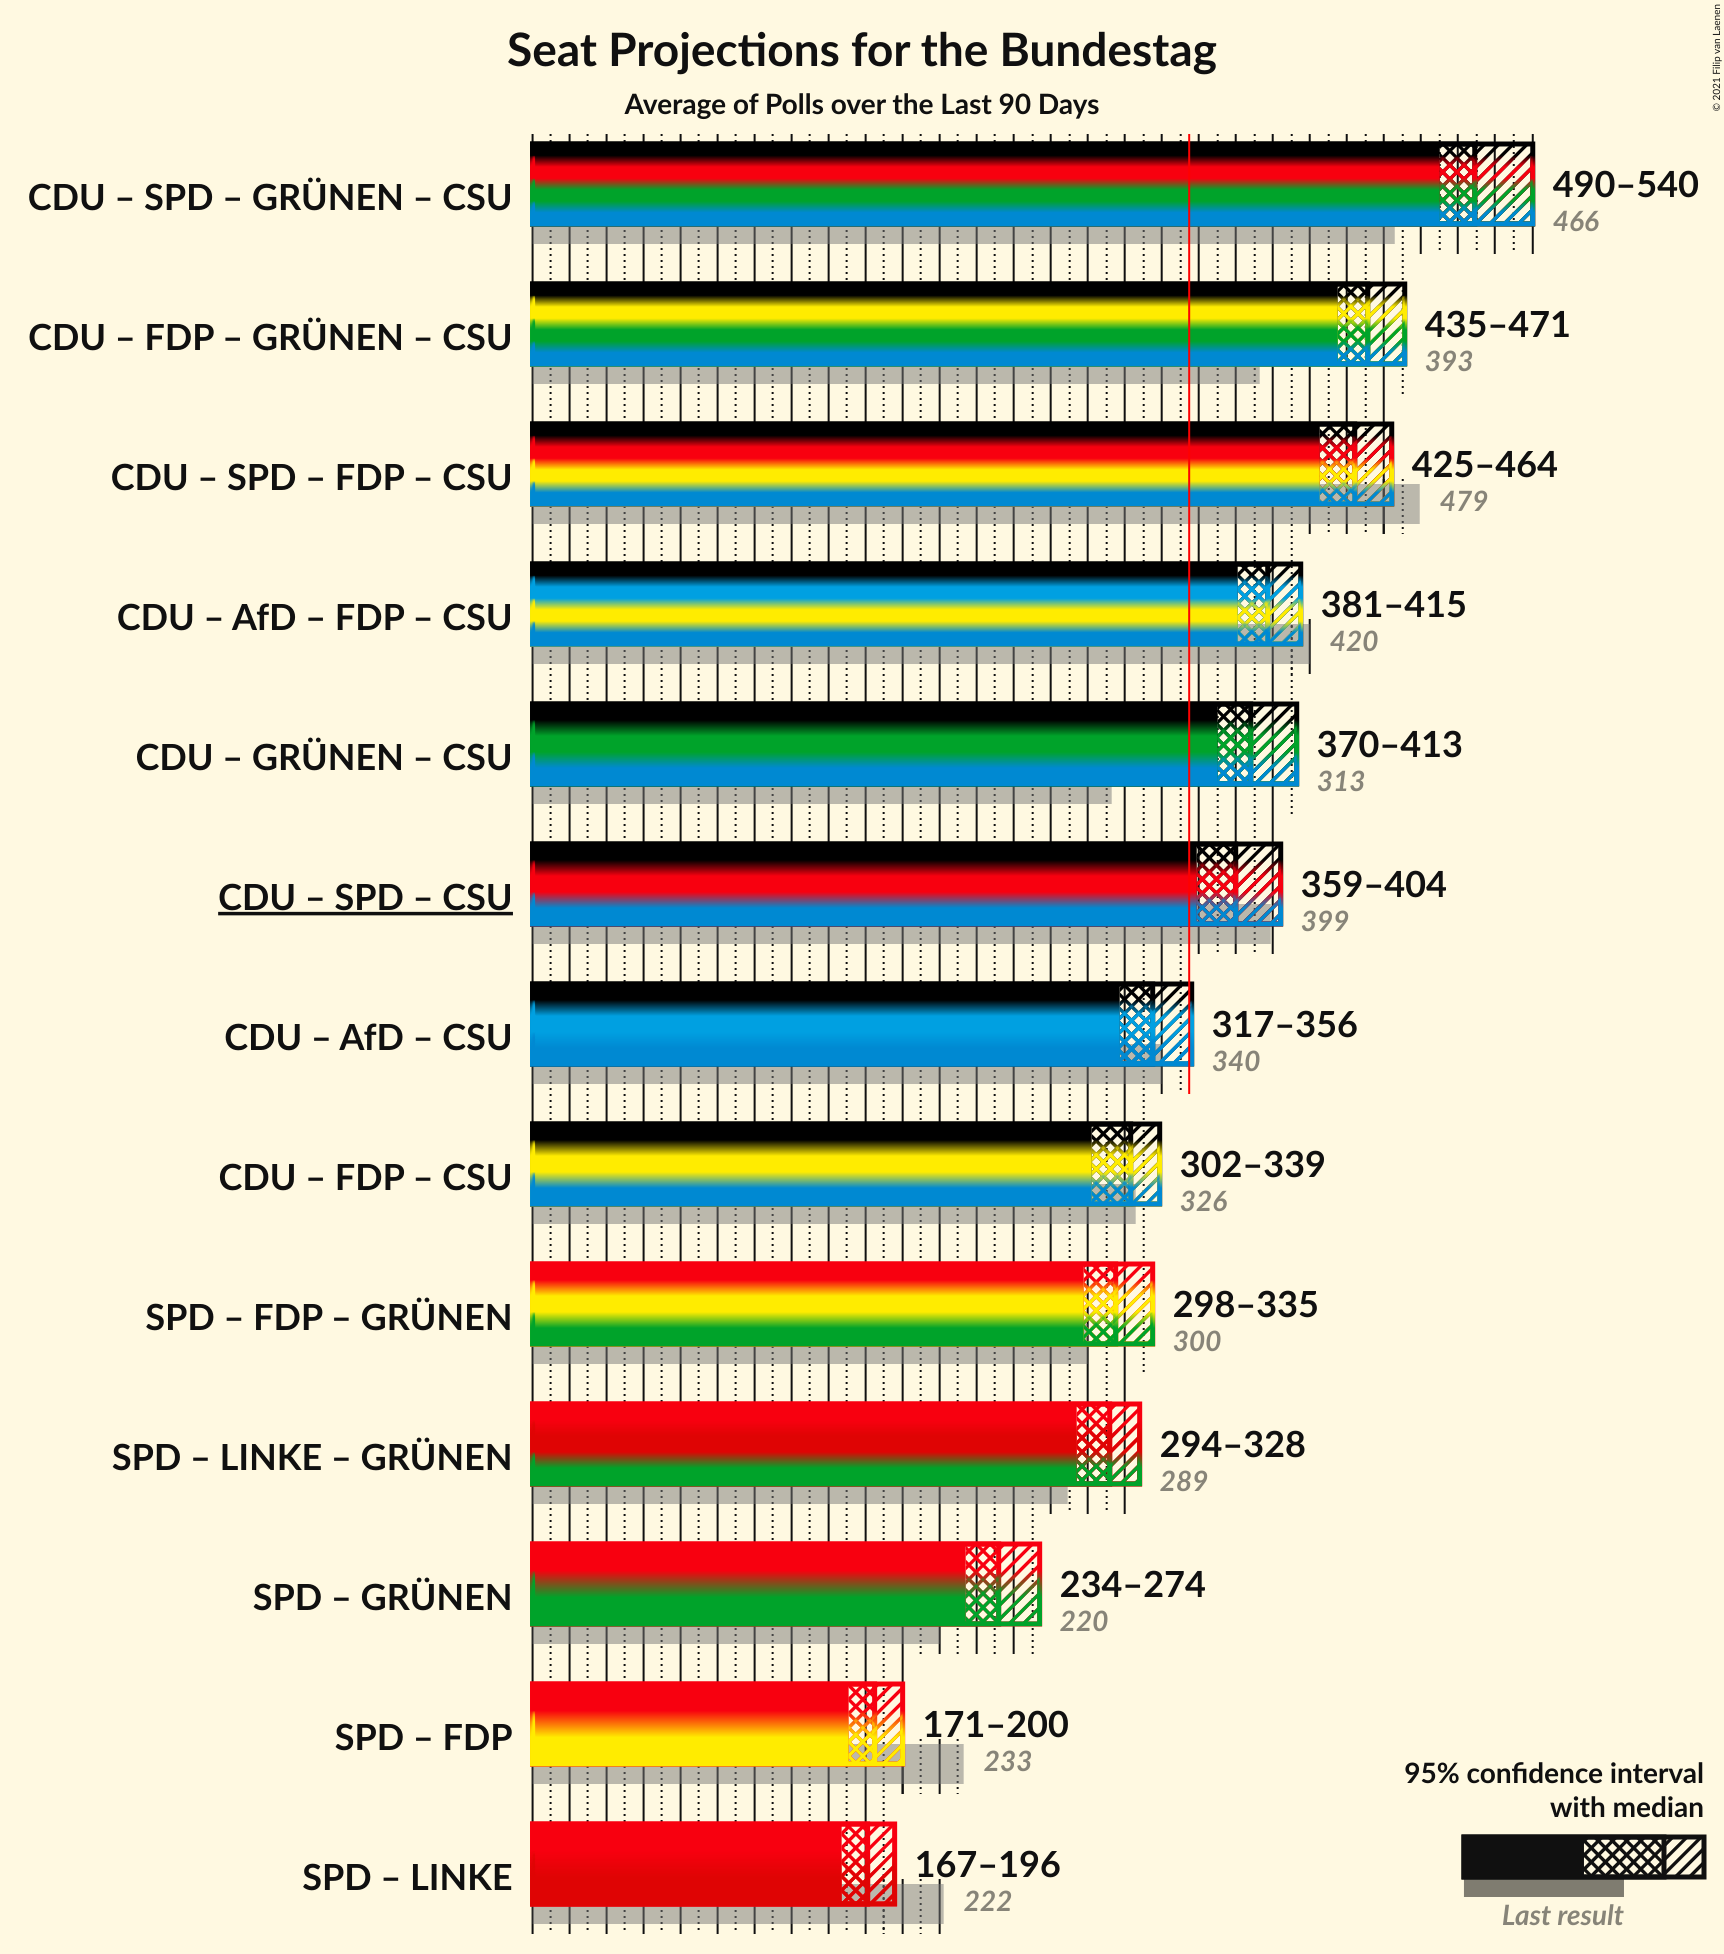 Seat Projections for the Bundestag
Average of Polls over the Last 90 Days
© 2021 Filip van Laenen
CDU – SPD – GRÜNEN – CSU
490–540
466
CDU – FDP – GRÜNEN – CSU
435–471
393
CDU – SPD – FDP – CSU
425–464
479
CDU – AfD – FDP – CSU
381–415
420
CDU – GRÜNEN – CSU
370–413
313
CDU – SPD – CSU
359–404
399
CDU – AfD – CSU
317–356
340
CDU – FDP – CSU
302–339
326
SPD – FDP – GRÜNEN
298–335
300
SPD – LINKE – GRÜNEN
294–328
289
SPD – GRÜNEN
234–274
220
SPD – FDP
171–200
233
SPD – LINKE
167–196
222
95% confidence interval
with median
Last result